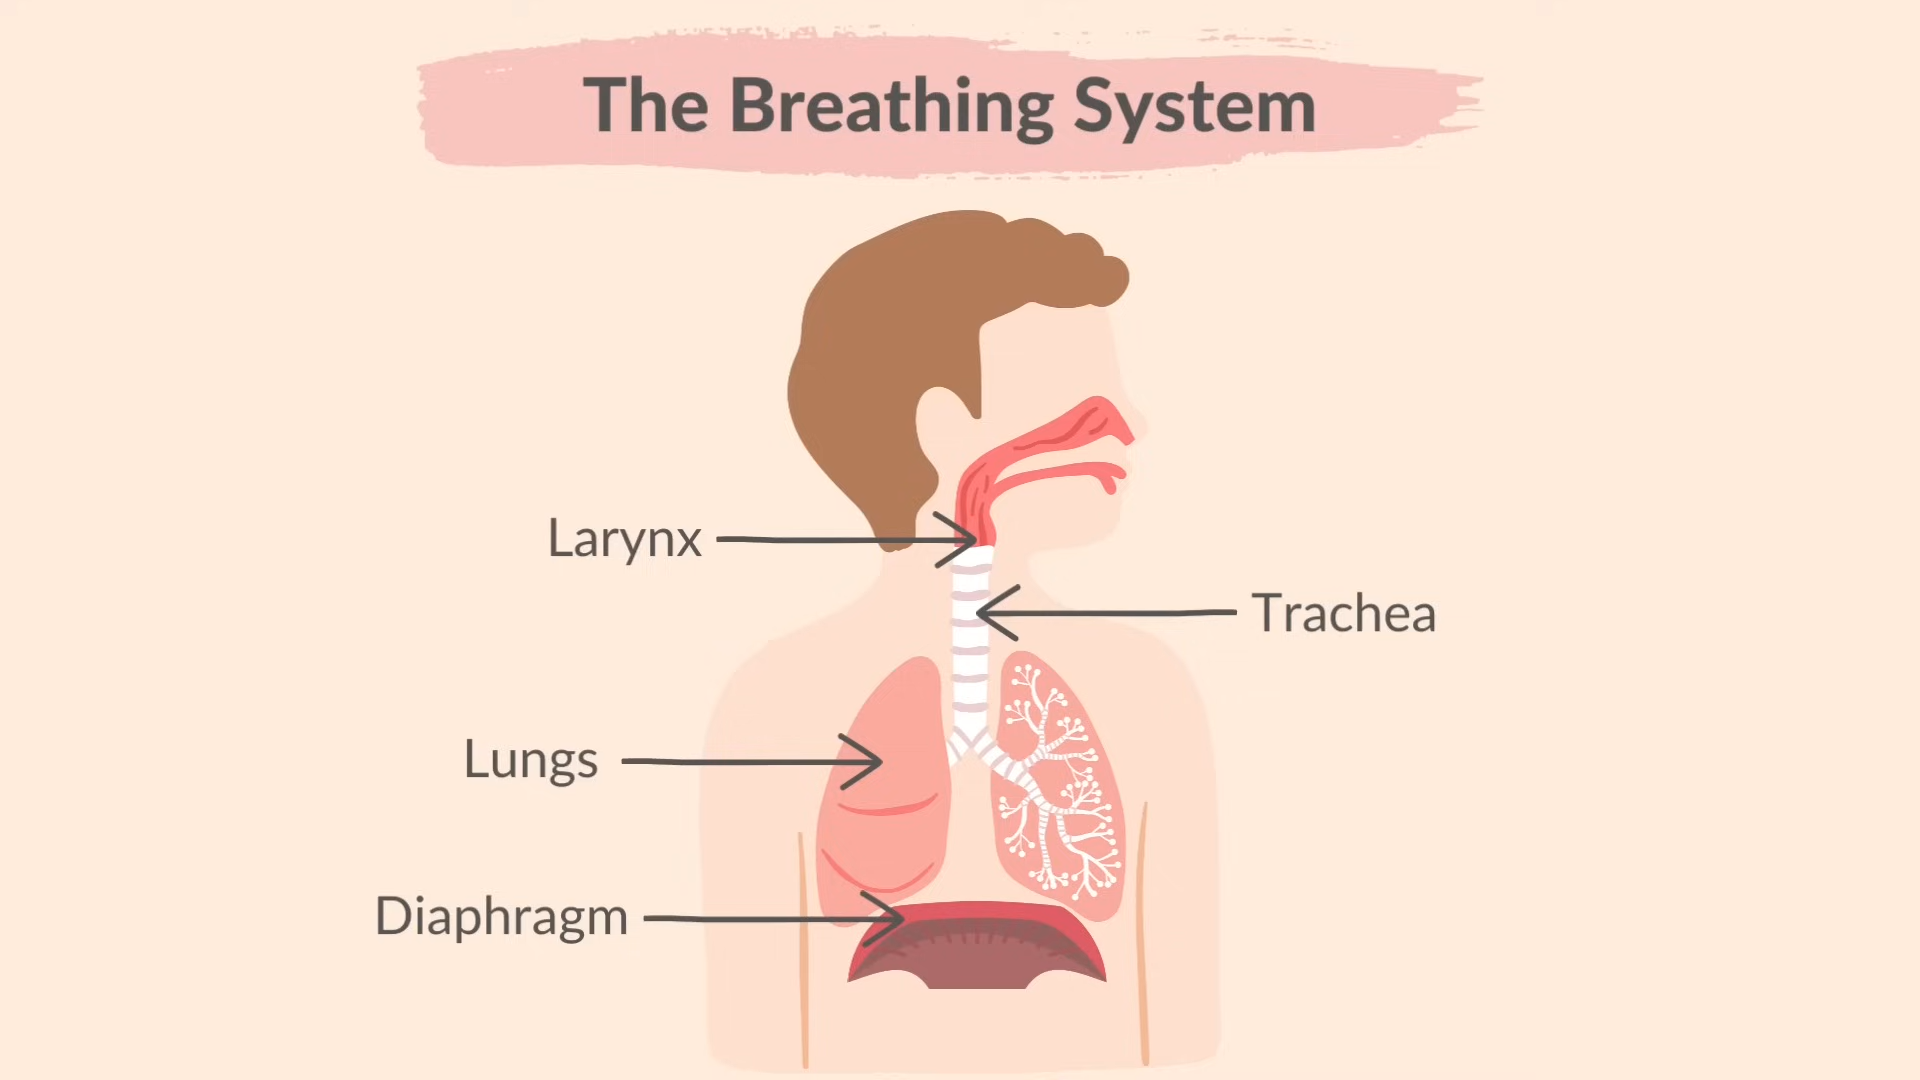 The Breathing System
Larynx
Trachea
Lungs
Diaphragm